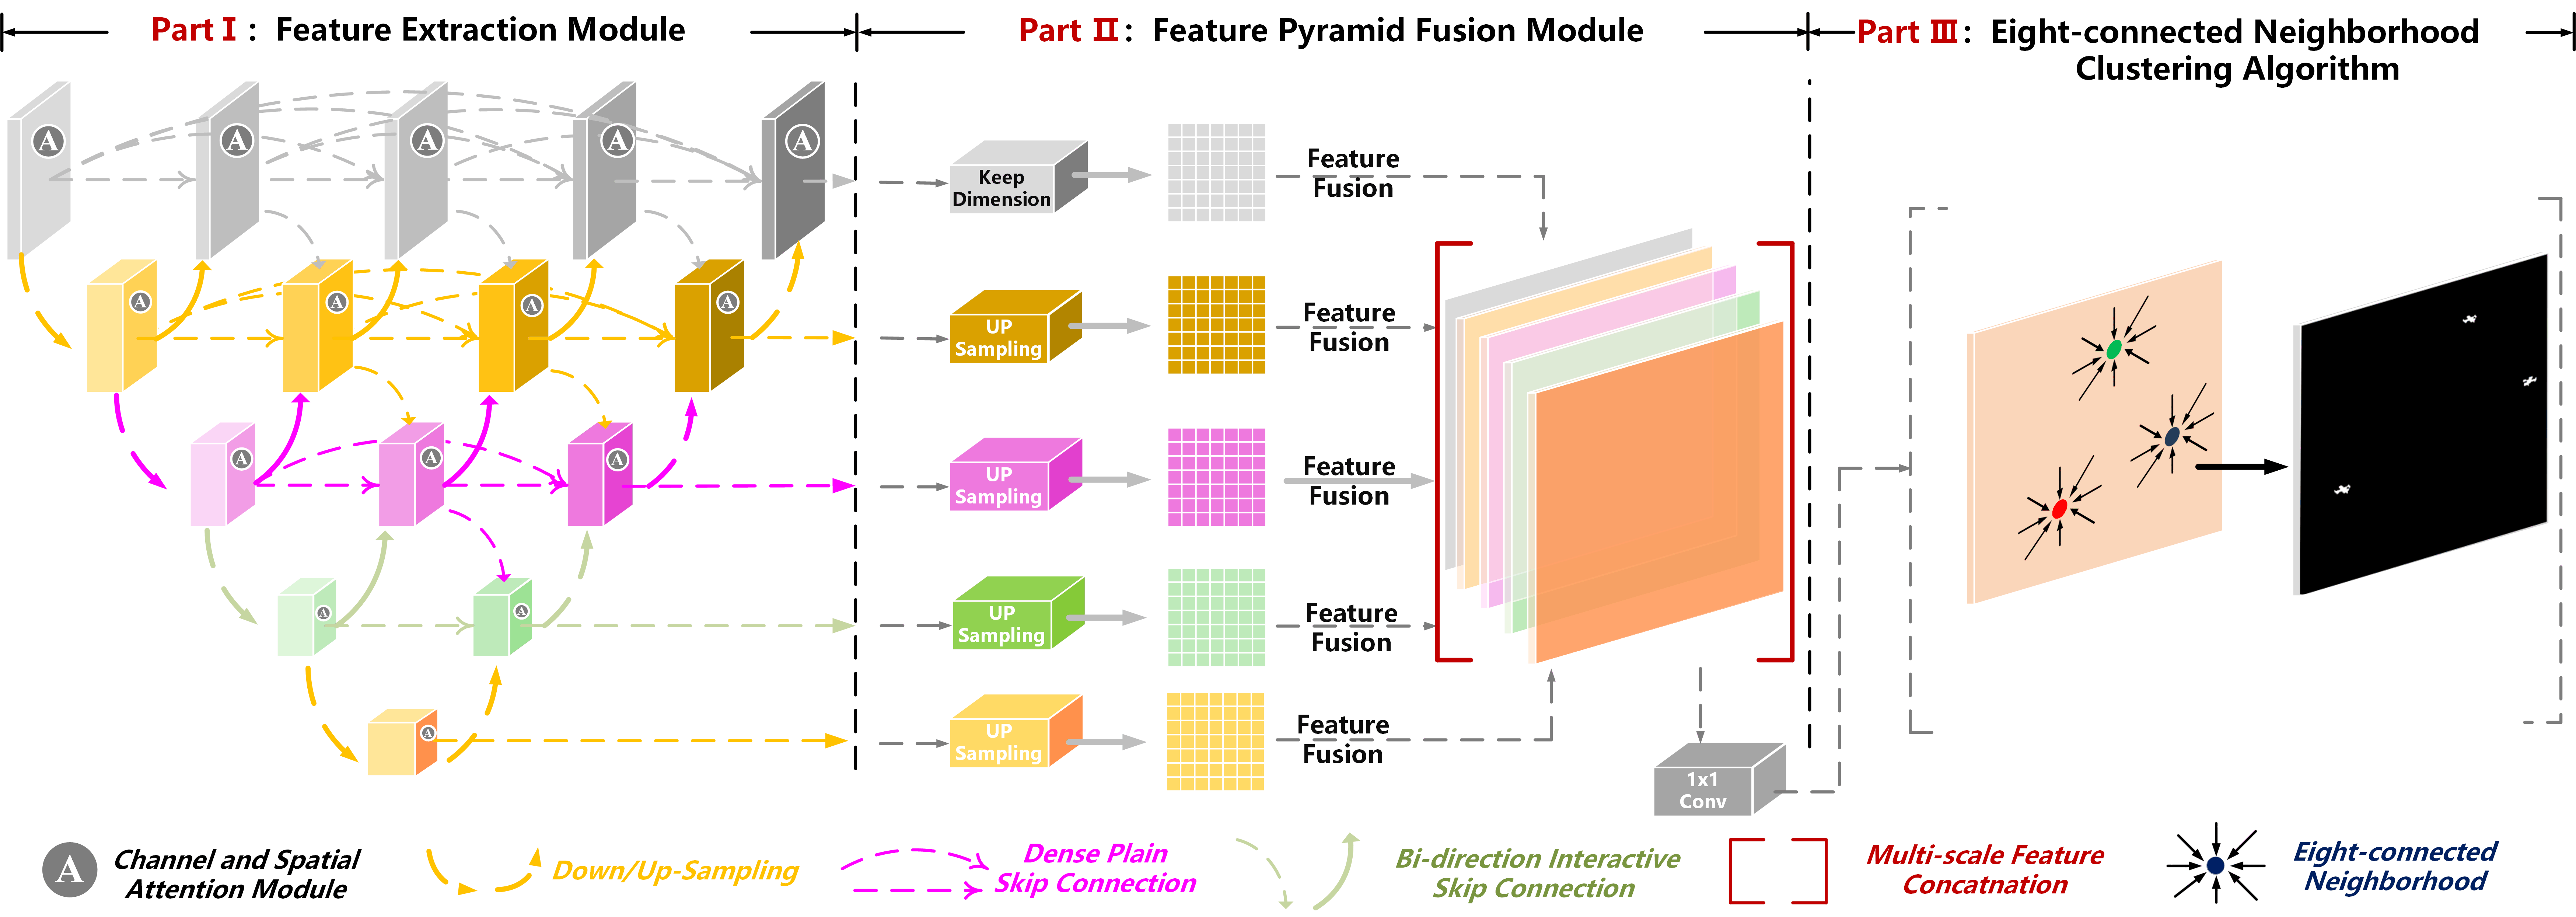 Part Ⅰ： Feature Extraction Module
Part Ⅱ： Feature Pyramid Fusion Module
Part Ⅲ： Eight-connected Neighborhood
Clustering Algorithm
A
A
A
A
A
Keep
Dimension
Feature
Fusion
A
A
A
A
UP
Sampling
Feature
Fusion
A
A
A
UP
Sampling
Feature
Fusion
A
A
UP
Sampling
Feature
Fusion
A
UP
Sampling
Feature
Fusion
1x1
Conv
A
Channel and Spatial
Attention Module
Down/Up-Sampling
Dense Plain
Skip Connection
Bi-direction Interactive
Skip Connection
Multi-scale Feature
Concatnation
Eight-connected
Neighborhood